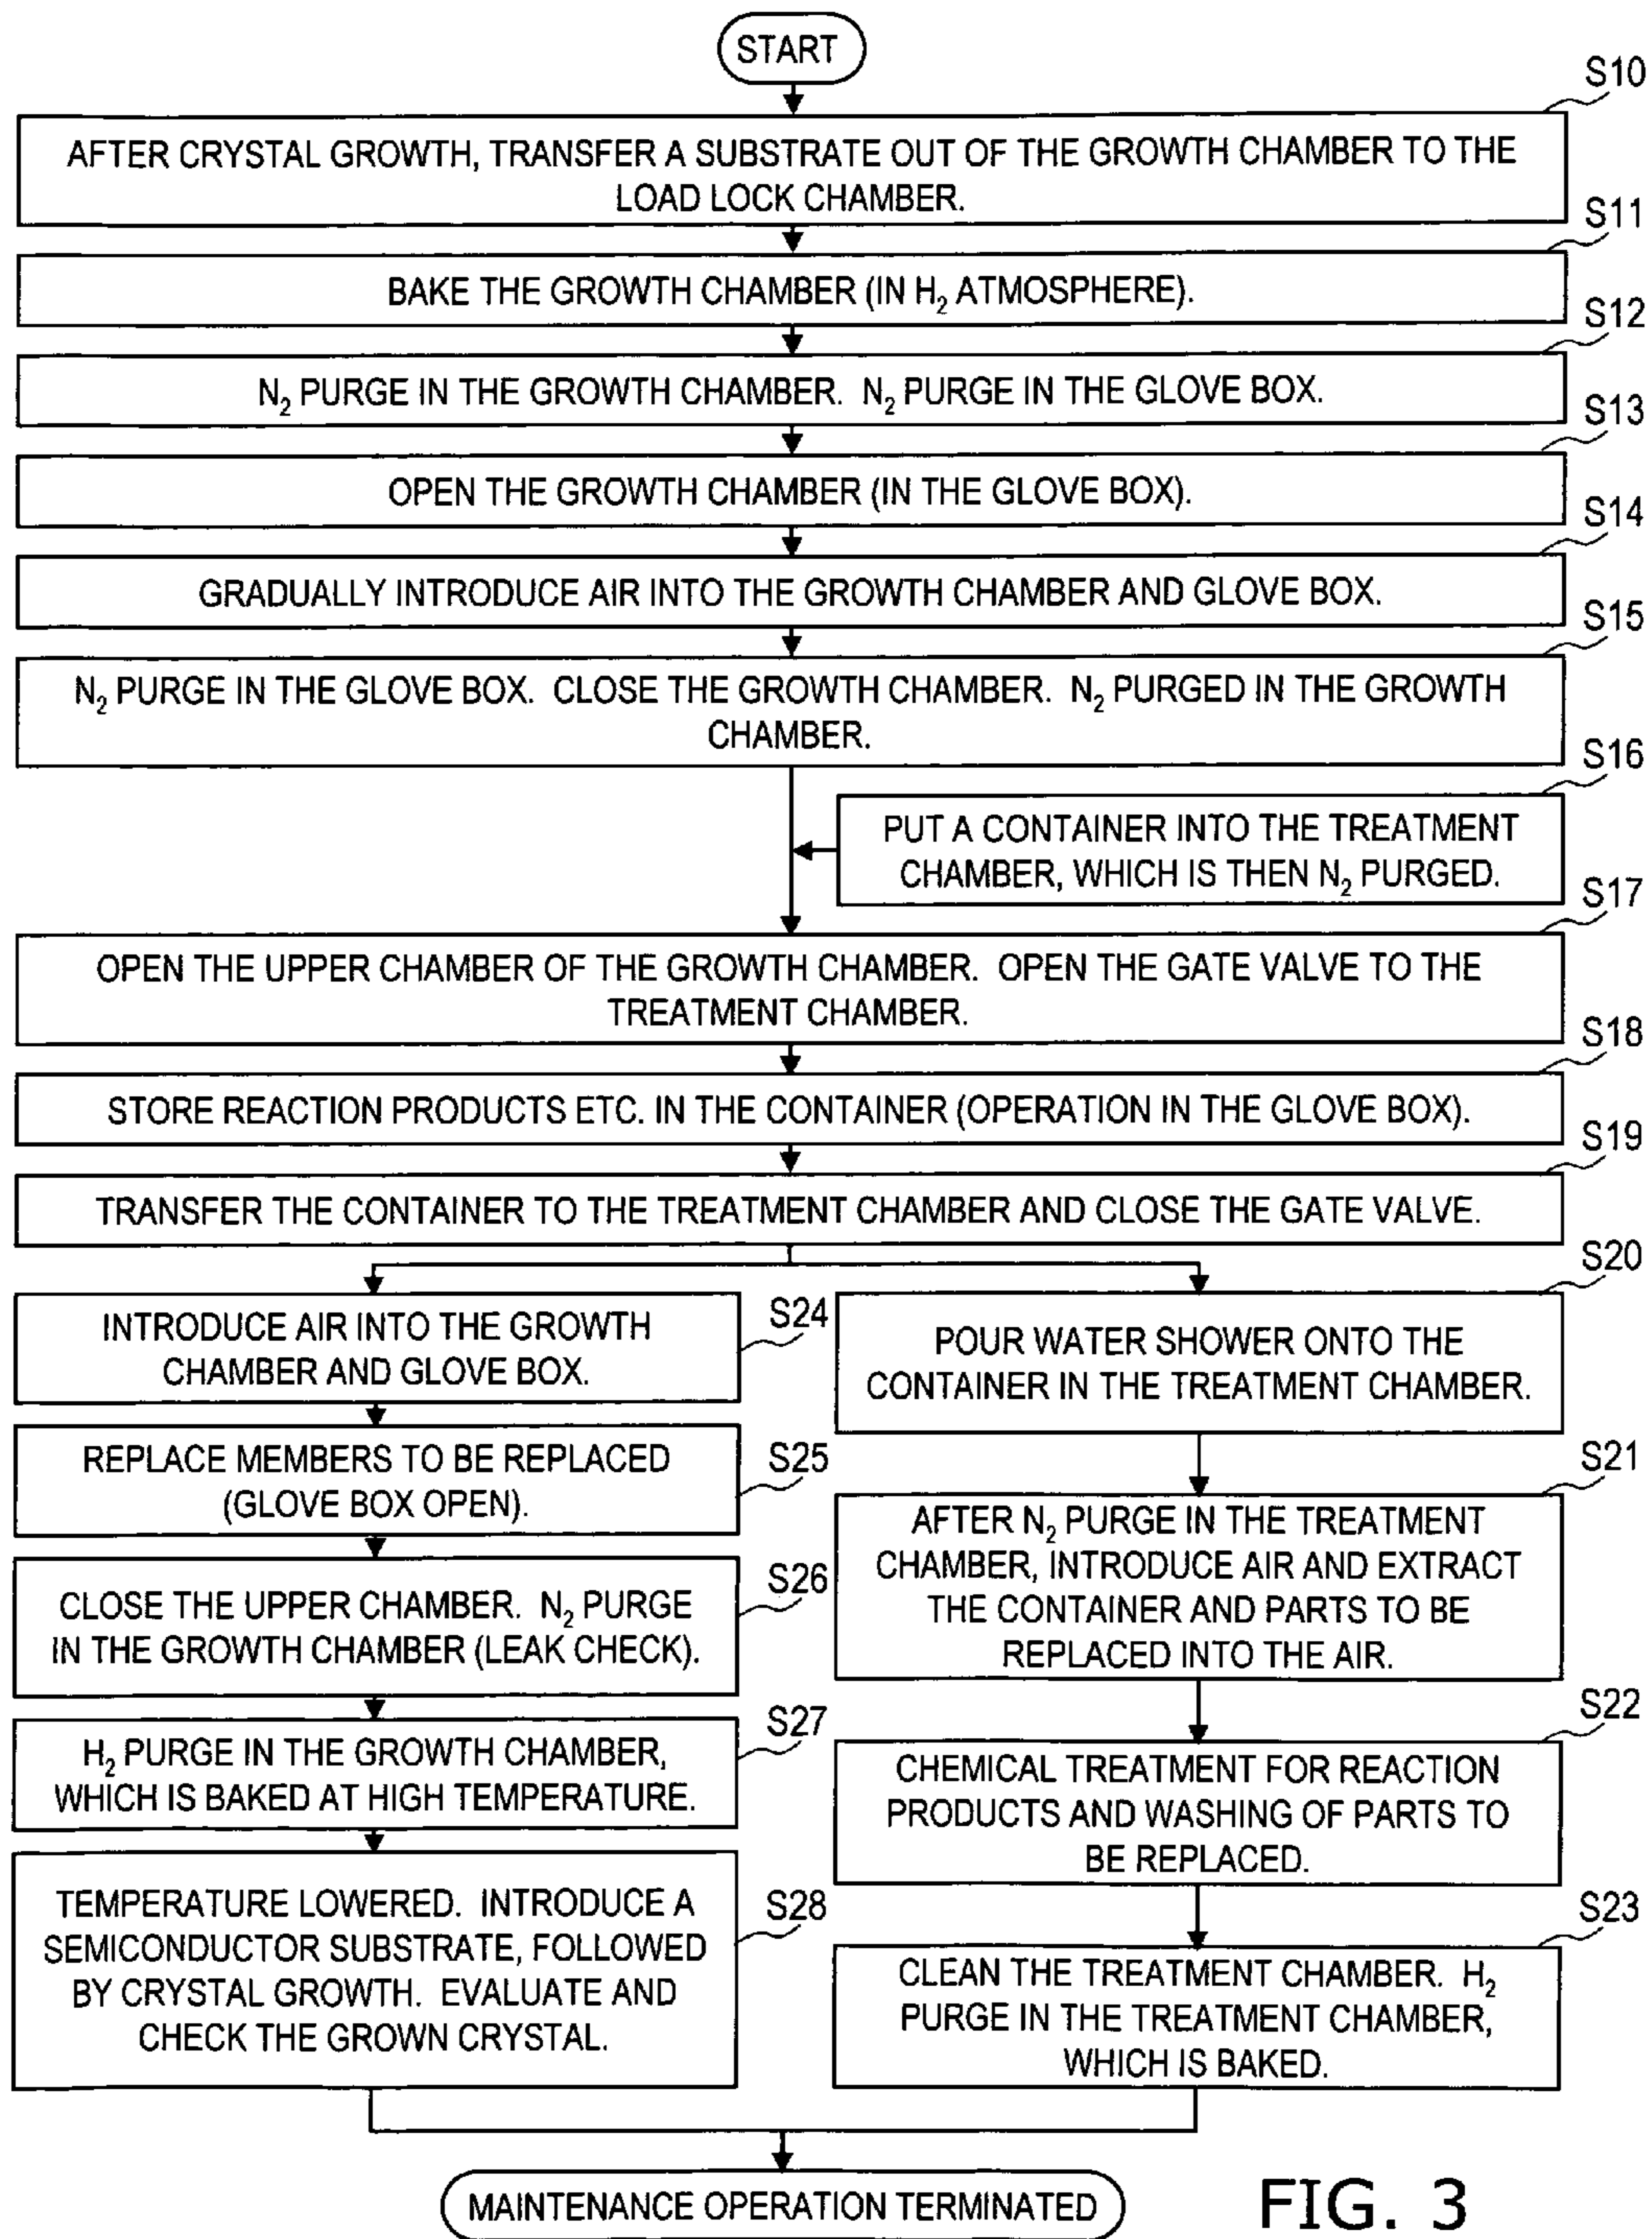 START
S10
AFTER CRYSTAL GROWTH, TRANSFER A SUBSTRATE OUT OF THE GROWTH CHAMBER TO THE
LOAD LOCK CHAMBER.
S11
BAKE THE GROWTH CHAMBER (IN H₂ ATMOSPHERE).
S12
N₂ PURGE IN THE GROWTH CHAMBER. N₂ PURGE IN THE GLOVE BOX.
S13
OPEN THE GROWTH CHAMBER (IN THE GLOVE BOX).
S14
GRADUALLY INTRODUCE AIR INTO THE GROWTH CHAMBER AND GLOVE BOX.
S15
N₂ PURGE IN THE GLOVE BOX. CLOSE THE GROWTH CHAMBER. N₂ PURGED IN THE GROWTH
CHAMBER.
S16
PUT A CONTAINER INTO THE TREATMENT
CHAMBER, WHICH IS THEN N₂ PURGED.
S17
OPEN THE UPPER CHAMBER OF THE GROWTH CHAMBER. OPEN THE GATE VALVE TO THE
TREATMENT CHAMBER.
S18
STORE REACTION PRODUCTS ETC. IN THE CONTAINER (OPERATION IN THE GLOVE BOX).
S19
TRANSFER THE CONTAINER TO THE TREATMENT CHAMBER AND CLOSE THE GATE VALVE.
S24
INTRODUCE AIR INTO THE GROWTH
CHAMBER AND GLOVE BOX.
S25
REPLACE MEMBERS TO BE REPLACED
(GLOVE BOX OPEN).
S26
CLOSE THE UPPER CHAMBER. N₂ PURGE
IN THE GROWTH CHAMBER (LEAK CHECK).
S27
H₂ PURGE IN THE GROWTH CHAMBER,
WHICH IS BAKED AT HIGH TEMPERATURE.
S28
TEMPERATURE LOWERED. INTRODUCE A
SEMICONDUCTOR SUBSTRATE, FOLLOWED
BY CRYSTAL GROWTH. EVALUATE AND
CHECK THE GROWN CRYSTAL.
S20
POUR WATER SHOWER ONTO THE
CONTAINER IN THE TREATMENT CHAMBER.
S21
AFTER N₂ PURGE IN THE TREATMENT
CHAMBER, INTRODUCE AIR AND EXTRACT
THE CONTAINER AND PARTS TO BE
REPLACED INTO THE AIR.
S22
CHEMICAL TREATMENT FOR REACTION
PRODUCTS AND WASHING OF PARTS TO
BE REPLACED.
S23
CLEAN THE TREATMENT CHAMBER. H₂
PURGE IN THE TREATMENT CHAMBER,
WHICH IS BAKED.
MAINTENANCE OPERATION TERMINATED
FIG. 3